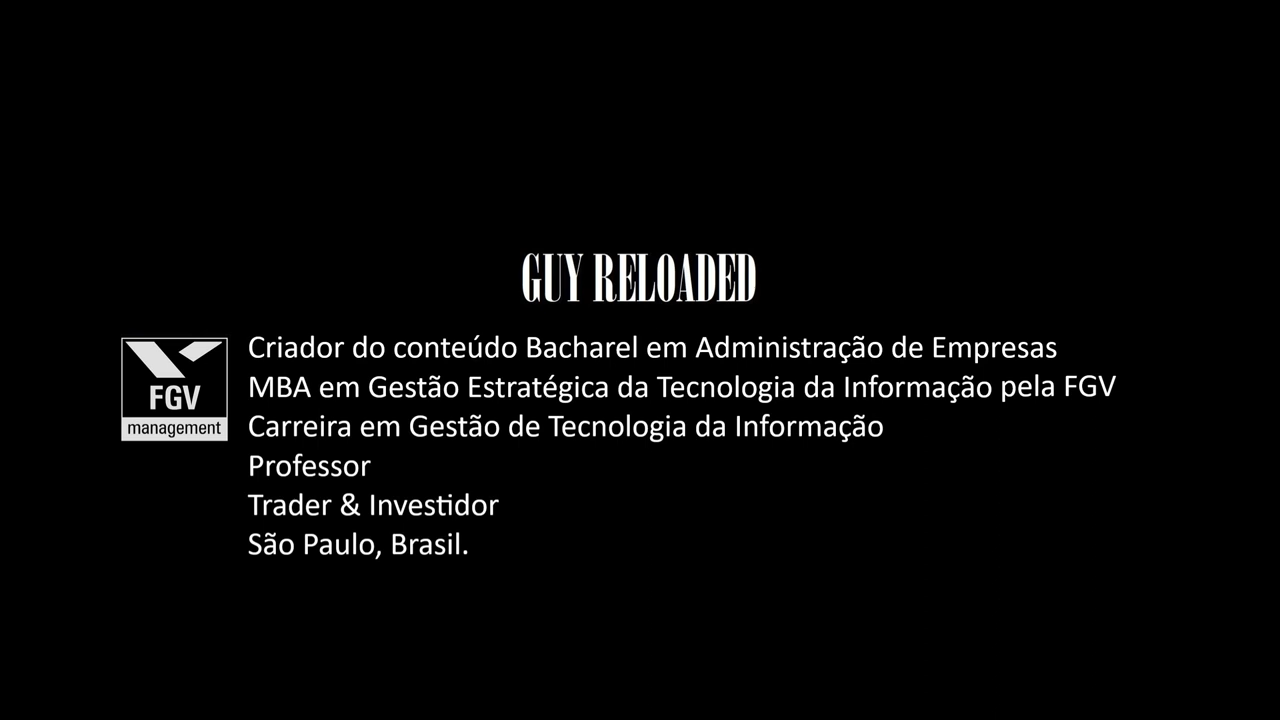 GUY RELOADED
FGV
management
Criador do conteúdo Bacharel em Administração de Empresas
MBA em Gestão Estratégica da Tecnologia da Informação pela FGV
Carreira em Gestão de Tecnologia da Informação
Professor
Trader & Investidor
São Paulo, Brasil.